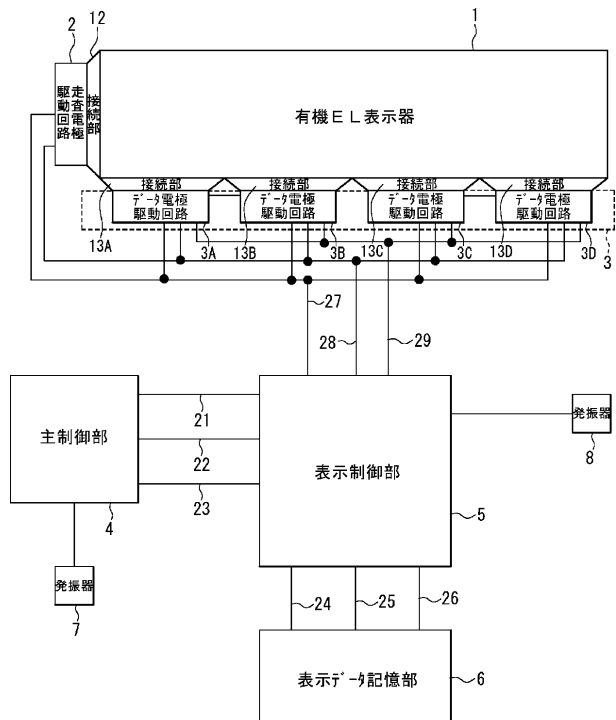 2
12
1
走査電極
駆動回路
接続部
有機EL表示器
接続部
接続部
接続部
接続部
データ電極
駆動回路
データ電極
駆動回路
データ電極
駆動回路
データ電極
駆動回路
13A
3A
13B
3B
13C
3C
13D
3D
3
27
28
29
主制御部
21
22
23
表示制御部
発振器
8
4
5
発振器
7
24
25
26
表示データ記憶部
6